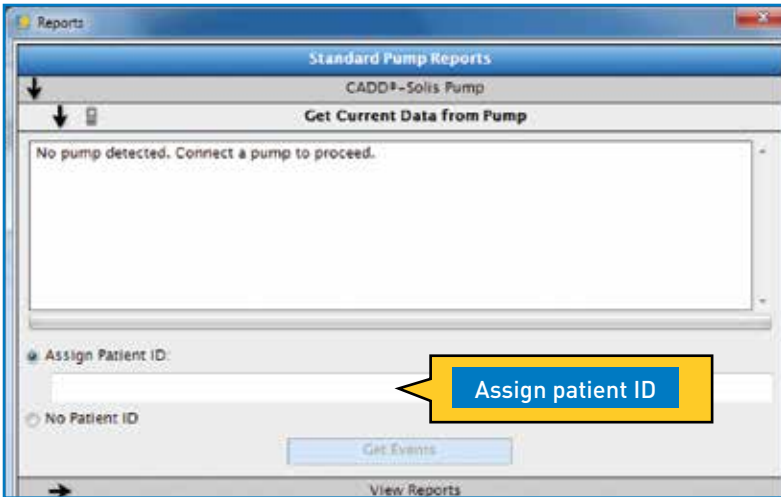 Reports
Standard Pump Reports
CADD®-Solis Pump
Get Current Data from Pump
No pump detected. Connect a pump to proceed.
Assign Patient ID:
Assign patient ID
No Patient ID
Get Events
View Reports